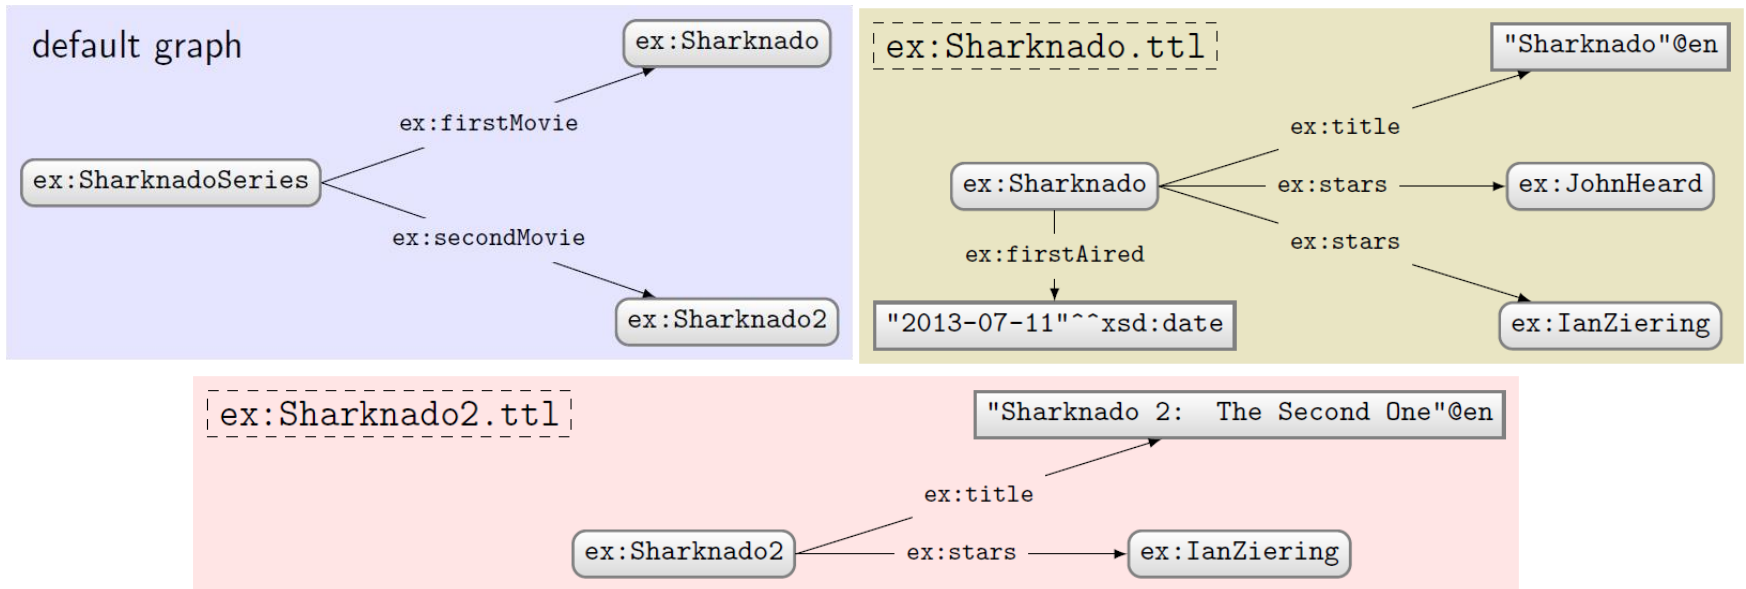 default graph
ex:Sharknado
ex:firstMovie
ex:SharknadoSeries
ex:secondMovie
ex:Sharknado2
ex:Sharknado.ttl
"Sharknado"@en
ex:title
ex:Sharknado
ex:stars
ex:JohnHeard
ex:stars
ex:firstAired
"2013-07-11"^^xsd:date
ex:IanZiering
ex:Sharknado2.ttl
"Sharknado 2: The Second One"@en
ex:title
ex:Sharknado2
ex:stars
ex:IanZiering